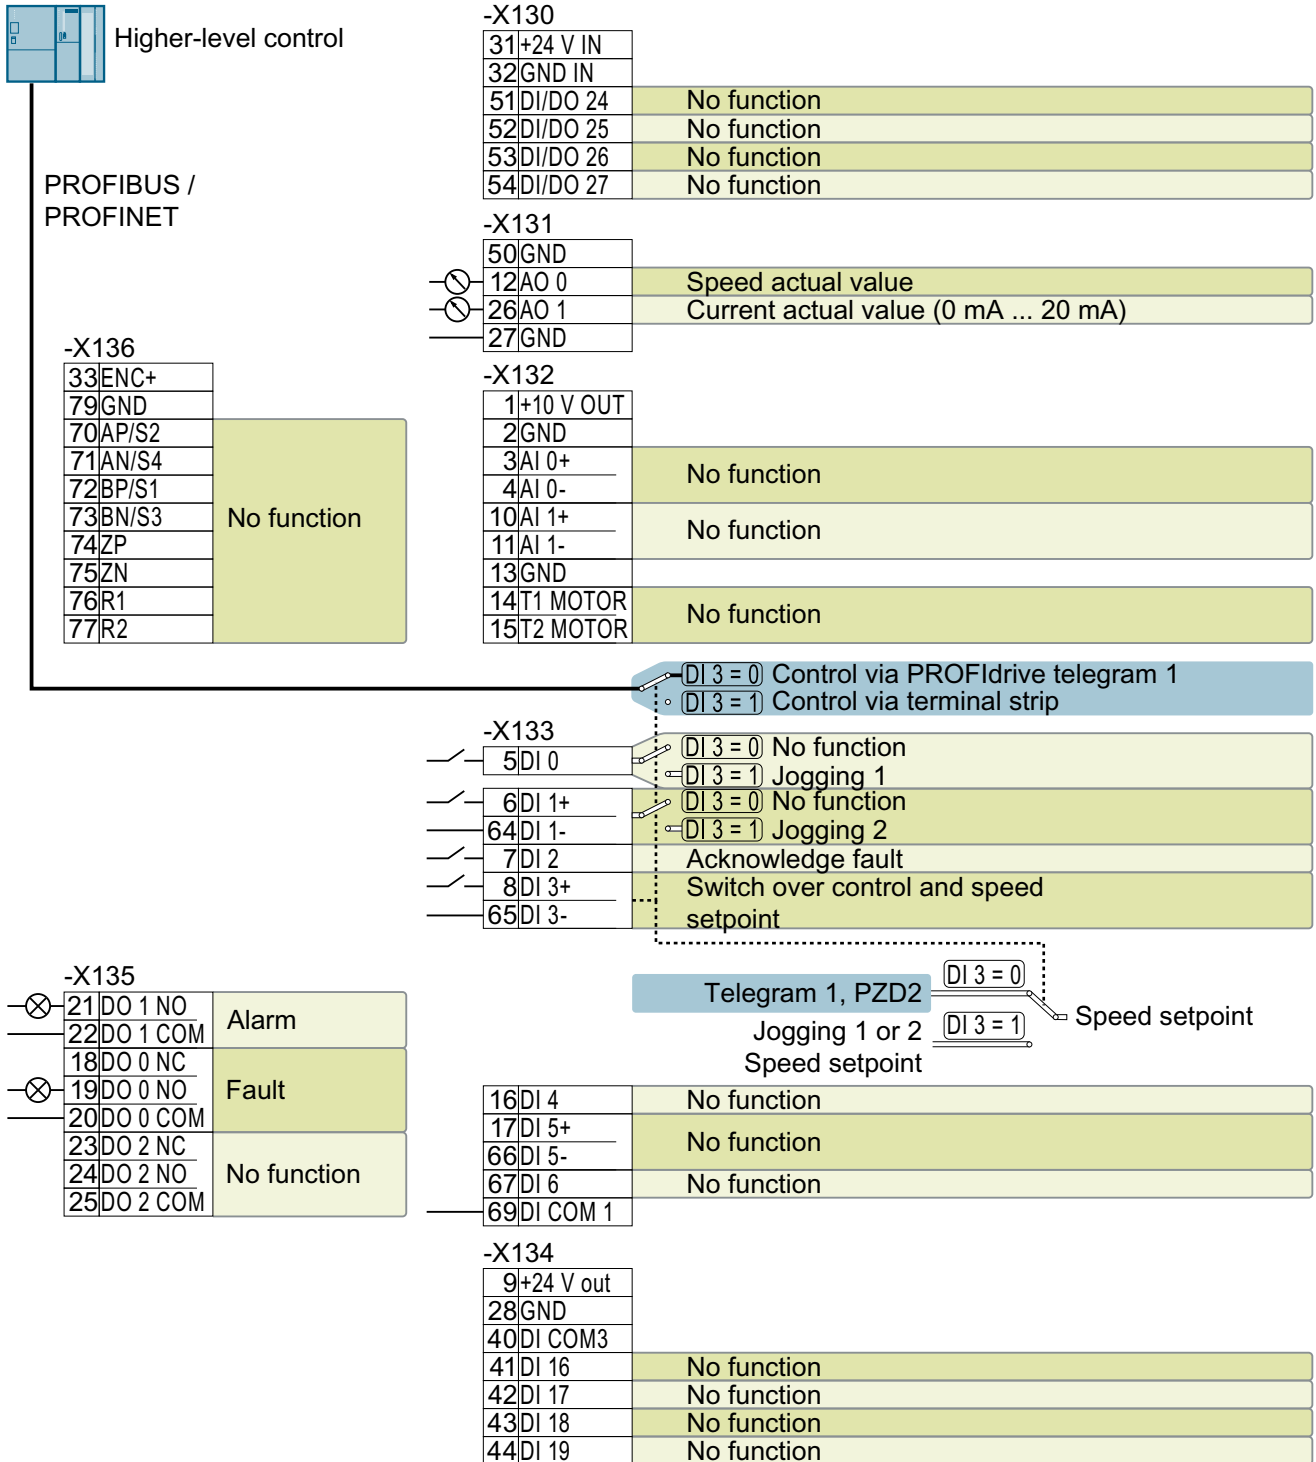 Higher-level control
PROFIBUS /
PROFINET
-X130
31 +24 V IN
32 GND IN
51 DI/DO 24 No function
52 DI/DO 25 No function
53 DI/DO 26 No function
54 DI/DO 27 No function
-X131
50 GND
12 AO 0 Speed actual value
26 AO 1 Current actual value (0 mA ... 20 mA)
27 GND
-X136
33 ENC+
79 GND
70 AP/S2
71 AN/S4
72 BP/S1
73 BN/S3 No function
74 ZP
75 ZN
76 R1
77 R2
-X132
1 +10 V OUT
2 GND
3 AI 0+
No function
4 AI 0-
10 AI 1+
No function
11 AI 1-
13 GND
14 T1 MOTOR
No function
15 T2 MOTOR
DI 3 = 0 Control via PROFIdrive telegram 1
DI 3 = 1 Control via terminal strip
-X133
DI 3 = 0 No function
5 DI 0
DI 3 = 1 Jogging 1
6 DI 1+ DI 3 = 0 No function
64 DI 1- DI 3 = 1 Jogging 2
7 DI 2 Acknowledge fault
8 DI 3+ Switch over control and speed
65 DI 3- setpoint
DI 3 = 0
Telegram 1, PZD2
Speed setpoint
Jogging 1 or 2 DI 3 = 1
Speed setpoint
-X135
21 DO 1 NO
Alarm
22 DO 1 COM
18 DO 0 NC
19 DO 0 NO Fault
20 DO 0 COM
23 DO 2 NC
24 DO 2 NO No function
25 DO 2 COM
16 DI 4 No function
17 DI 5+
No function
66 DI 5-
67 DI 6 No function
69 DI COM 1
-X134
9 +24 V out
28 GND
40 DI COM3
41 DI 16 No function
42 DI 17 No function
43 DI 18 No function
44 DI 19 No function